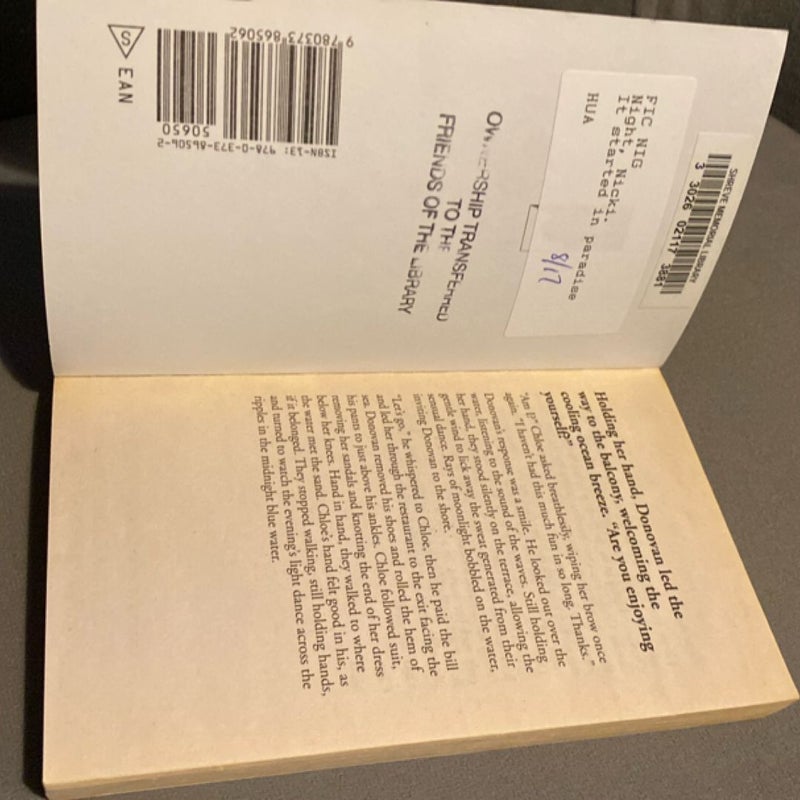 SHREVE MEMORIAL LIBRARY
3 3026 02117 3881
FIC NIG
Night, Nicki.
It started in paradise
HUA
8/17
OWNERSHIP TRANSFERRED
TO THE
FRIENDS OF THE LIBRARY
ISBN-13: 978-0-373-86506-2
50650
9 780373 865062
S
EAN
Holding her hand, Donovan led the
way to the balcony, welcoming the
cooling ocean breeze. "Are you enjoying
yourself?"
"Am I?" Chloe asked breathlessly, wiping her brow once
again. "I haven't had this much fun in so long. Thanks."
Donovan's response was a smile. He looked out over the
water, listening to the sound of the waves. Still holding
her hand, they stood silently on the terrace, allowing the
gentle wind to lick away the sweat generated from their
sensual dance. Rays of moonlight bobbled on the water,
inviting Donovan to the shore.
"Let's go," he whispered to Chloe, then he paid the bill
and led her through the restaurant to the exit facing the
sea. Donovan removed his shoes and rolled the hem of
his pants to just above his ankles. Chloe followed suit,
removing her sandals and knotting the end of her dress
below her knees. Hand in hand, they walked to where
the water met the sand. Chloe's hand felt good in his, as
if it belonged. They stopped walking, still holding hands,
and turned to watch the evening's light dance across the
ripples in the midnight blue water.